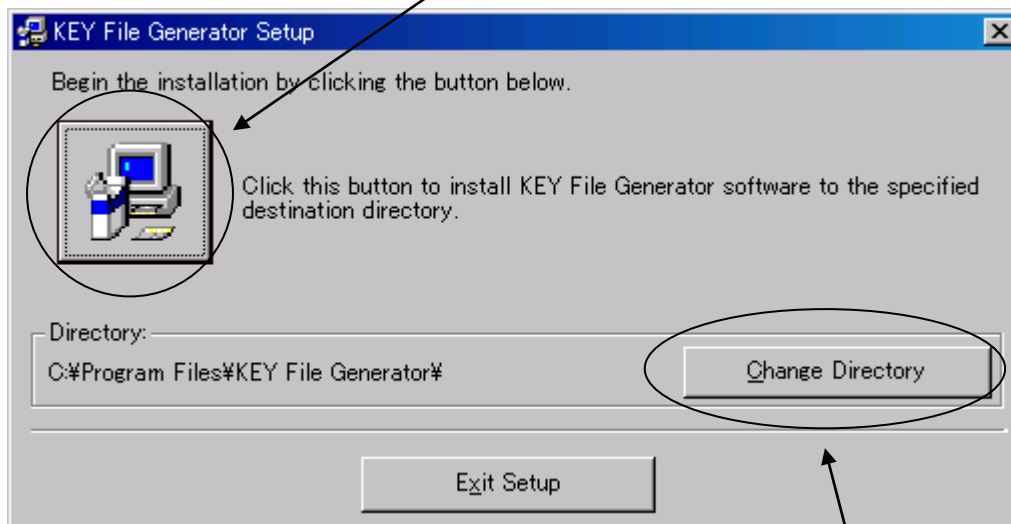 KEY File Generator Setup
Begin the installation by clicking the button below.
Click this button to install KEY File Generator software to the specified
destination directory.
Directory:
C:¥Program Files¥KEY File Generator¥
Change Directory
Exit Setup